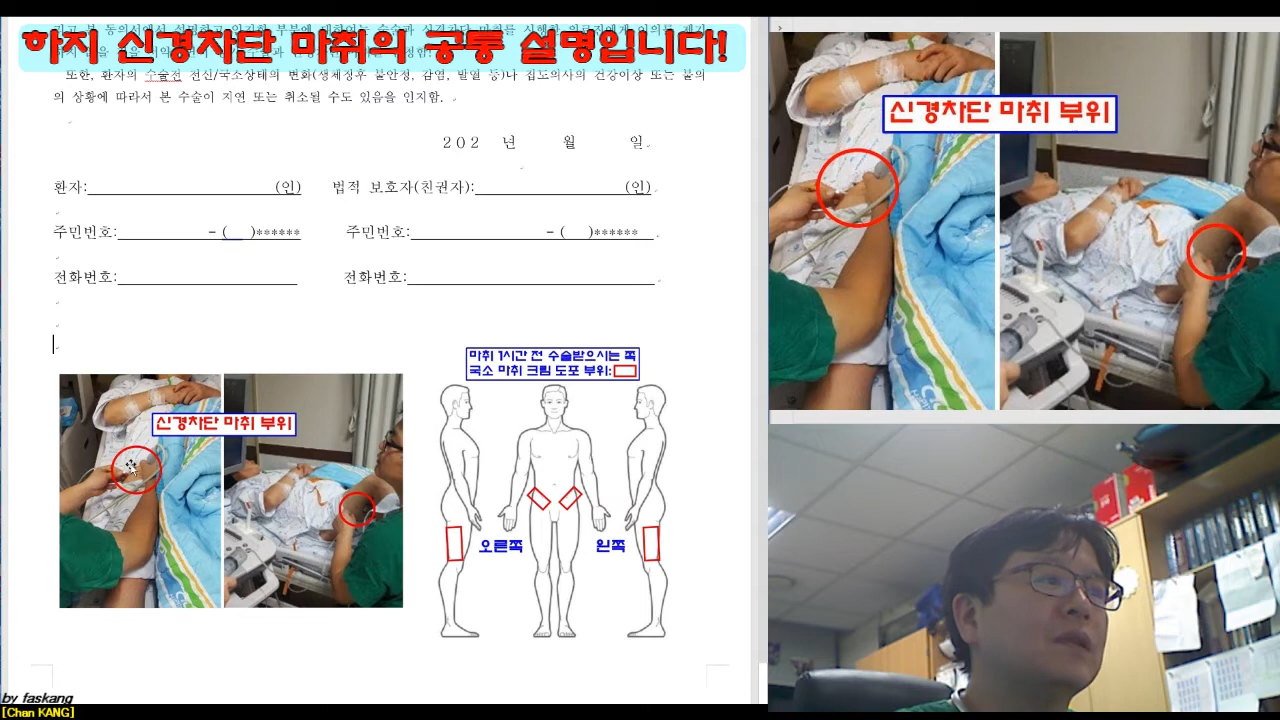 하지 신경차단 마취의 공통 설명입니다!
또한, 환자의 수술전 전신/국소상태의 변화(생체징후 불안정, 감염, 발열 등)나 집도의사의 건강이상 또는 불의
의 상황에 따라서 본 수술이 지연 또는 취소될 수도 있음을 인지함.
202 년 월 일
환자: (인) 법적 보호자(친권자): (인)
주민번호: - ( )****** 주민번호: - ( )******
전화번호: 전화번호:
신경차단 마취 부위
마취 1시간 전 수술받으시는 쪽
국소 마취 크림 도포 부위:
오른쪽 왼쪽
신경차단 마취 부위
by faskang
[Chan KANG]